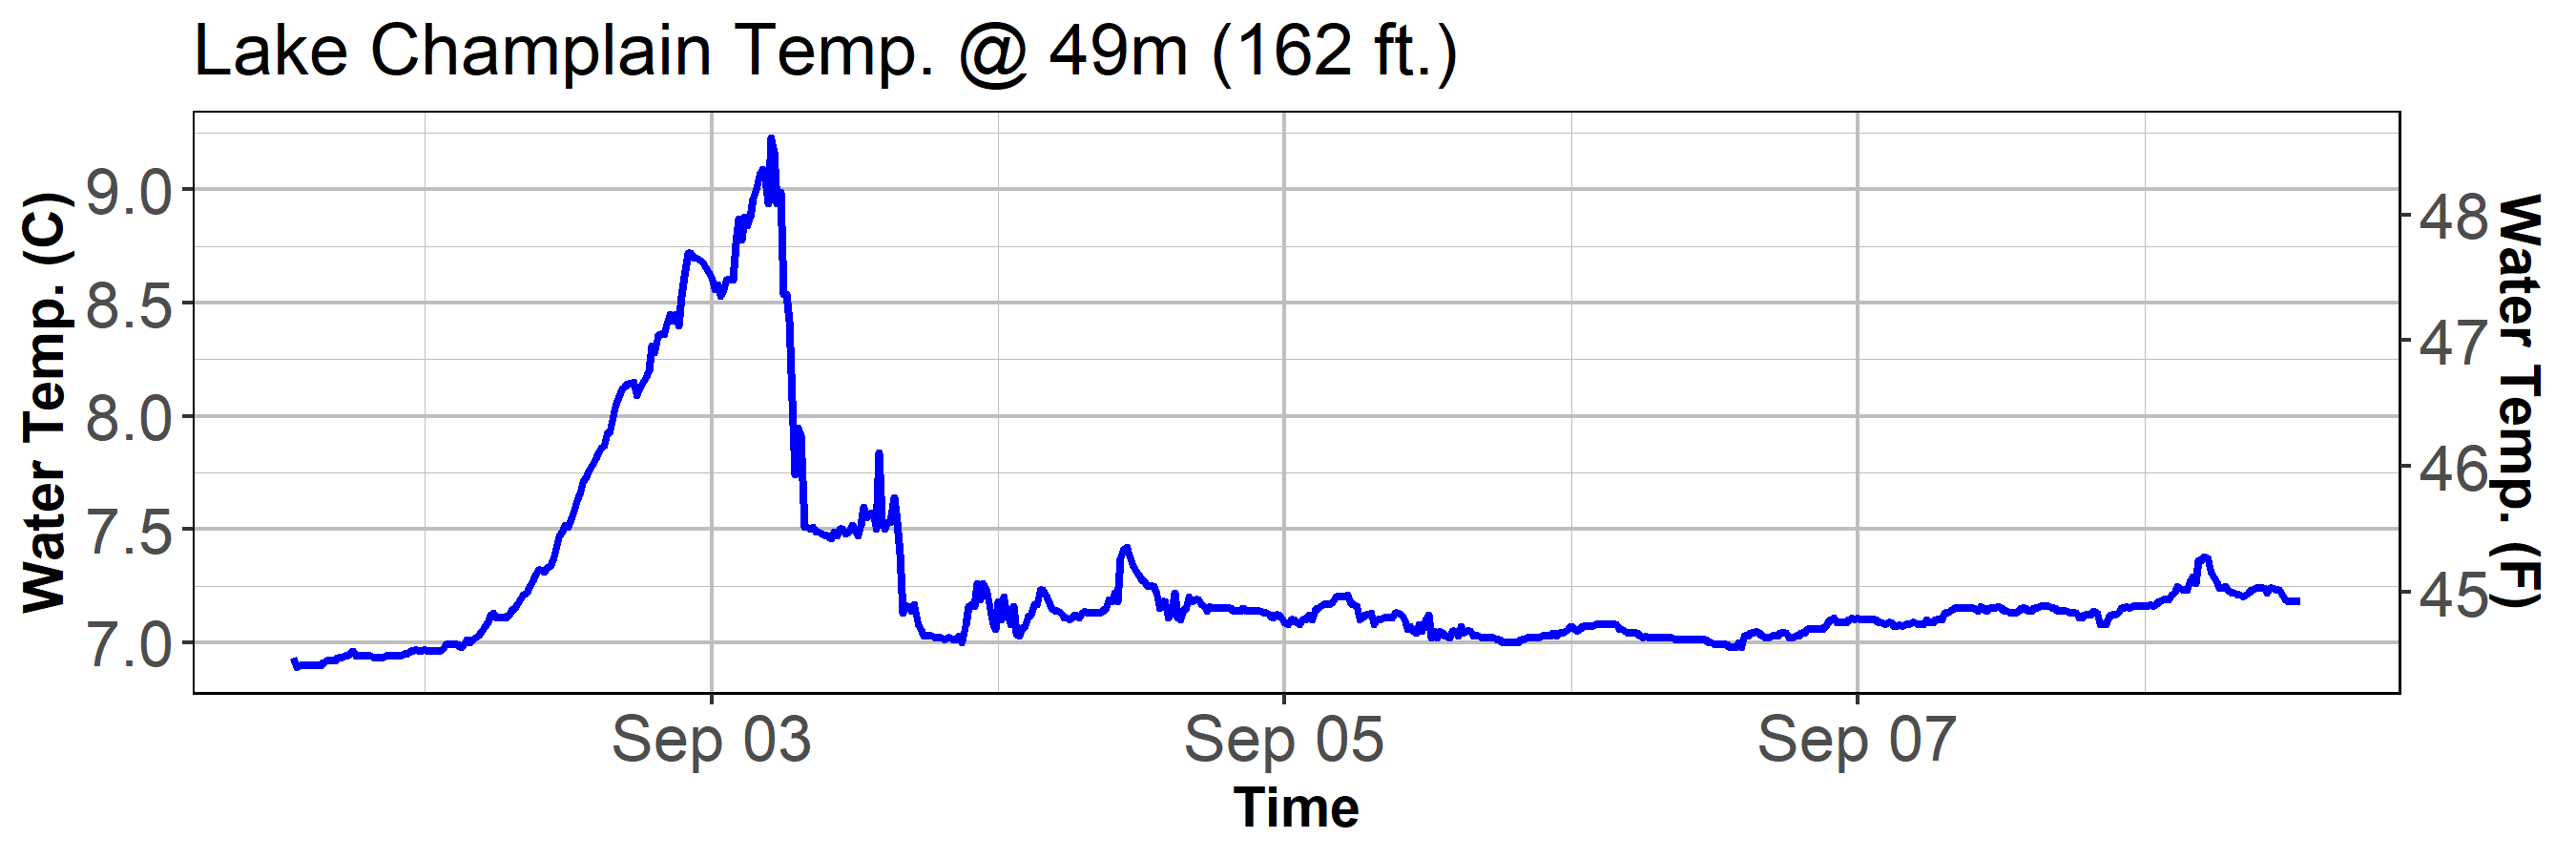 Lake Champlain Temp. @ 49m (162 ft.)
Water Temp. (C)
9.0
8.5
8.0
7.5
7.0
48
47
46
45
Water Temp. (F)
Sep 03 Sep 05 Sep 07
Time